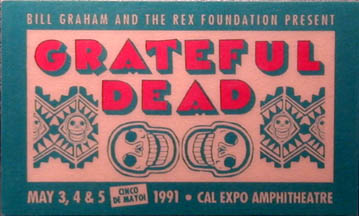 BILL GRAHAM AND THE REX FOUNDATION PRESENT
GRATEFUL
DEAD
MAY 3, 4 & 5 CINCO DE MAYO! 1991 • CAL EXPO AMPHITHEATRE